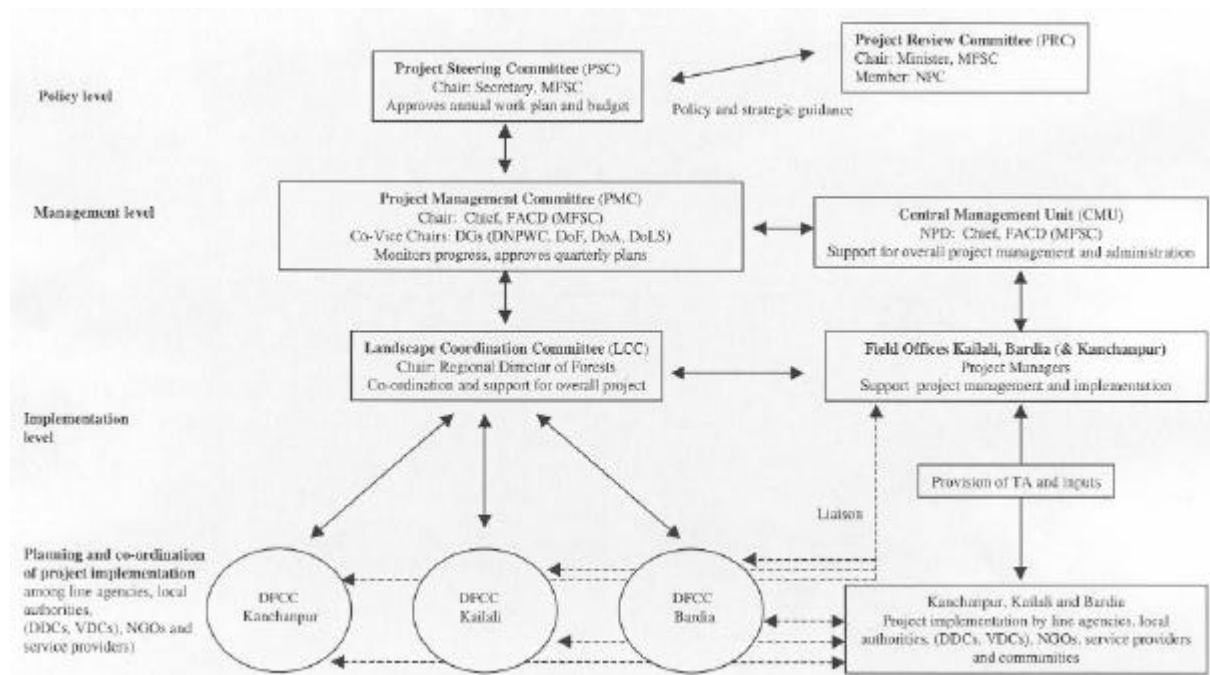 Project Review Committee (PRC)
Chair: Minister, MFSC
Member: NPC
Policy level
Project Steering Committee (PSC)
Chair: Secretary, MFSC
Approves annual work plan and budget
Policy and strategic guidance
Management level
Project Management Committee (PMC)
Chair: Chief, FACD (MFSC)
Co-Vice Chairs: DGs (DNPWC, DoF, DoA, DoLS)
Monitors progress, approves quarterly plans
Central Management Unit (CMU)
NPD: Chief, FACD (MFSC)
Support for overall project management and administration
Landscape Coordination Committee (LCC)
Chair: Regional Director of Forests
Co-ordination and support for overall project
Field Offices Kailali, Bardia (& Kanchanpur)
Project Managers
Support project management and implementation
Implementation
level
Provision of TA and inputs
Liaison
Planning and co-ordination
of project implementation
among line agencies, local
authorities,
(DDCs, VDCs), NGOs and
service providers)
DFCC
Kanchanpur
DFCC
Kailali
DFCC
Bardia
Kanchanpur, Kailali and Bardia
Project implementation by line agencies, local
authorities, (DDCs, VDCs), NGOs, service providers
and communities